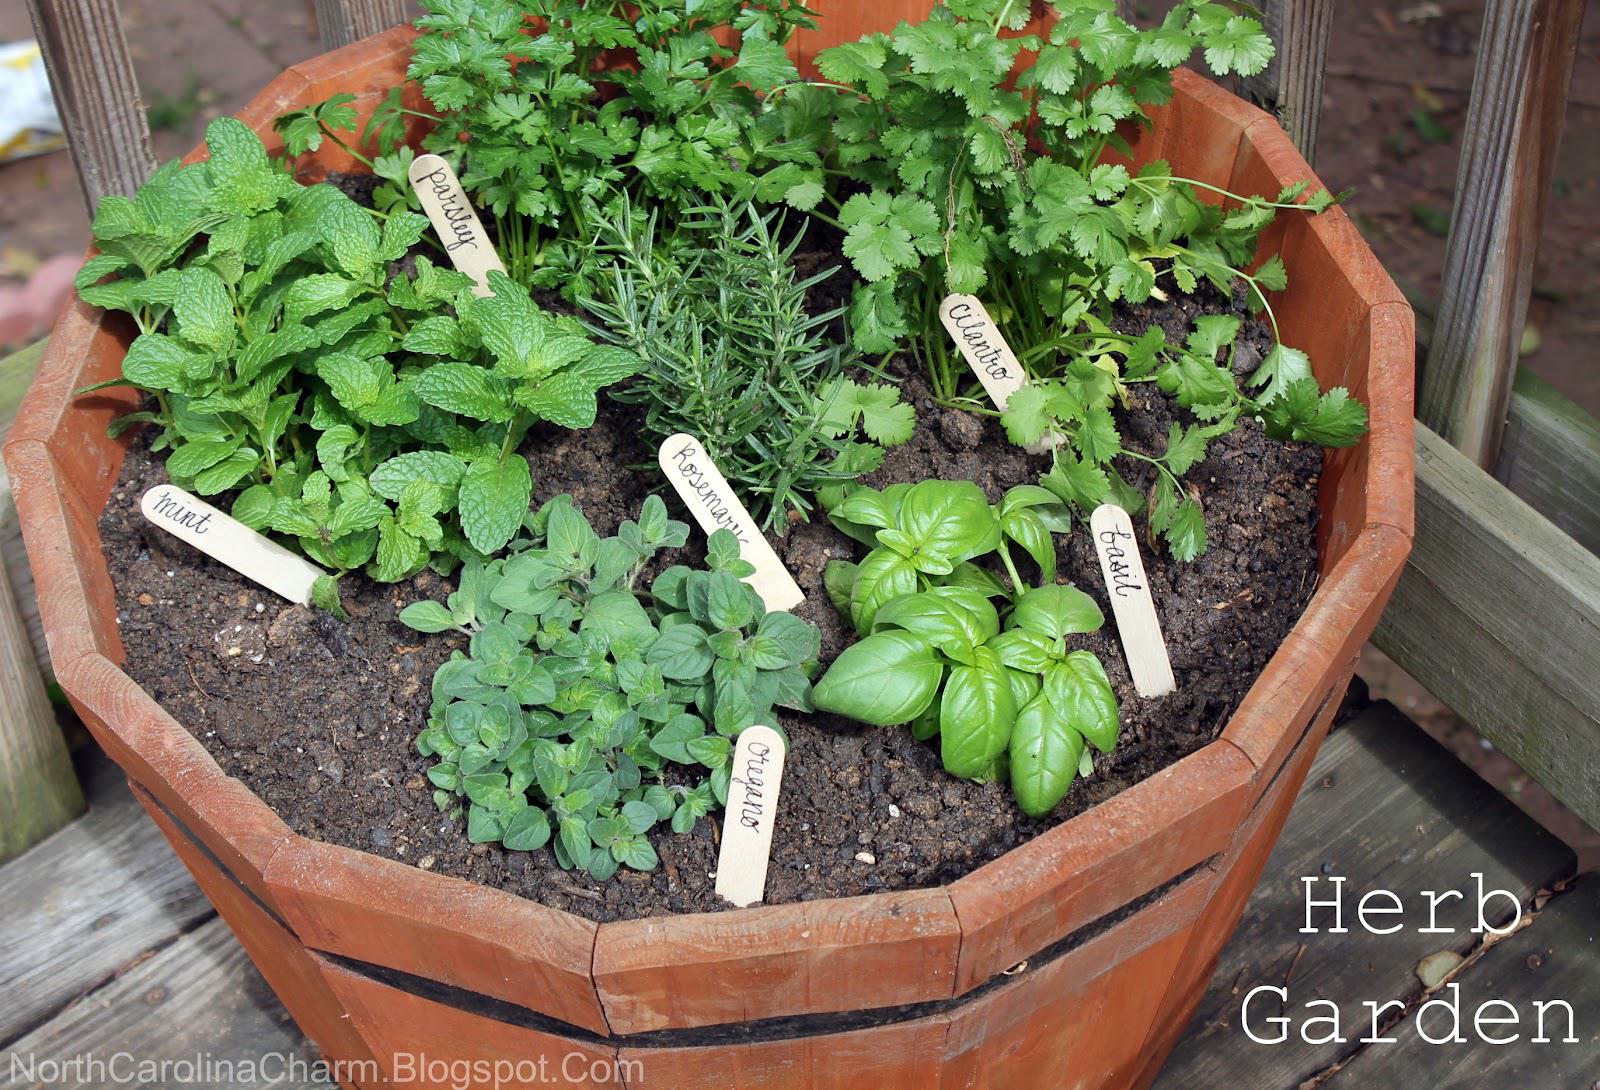 parsley
cilantro
Rosemary
mint
basil
oregano
Herb
Garden
NorthCarolinaCharm.Blogspot.Com